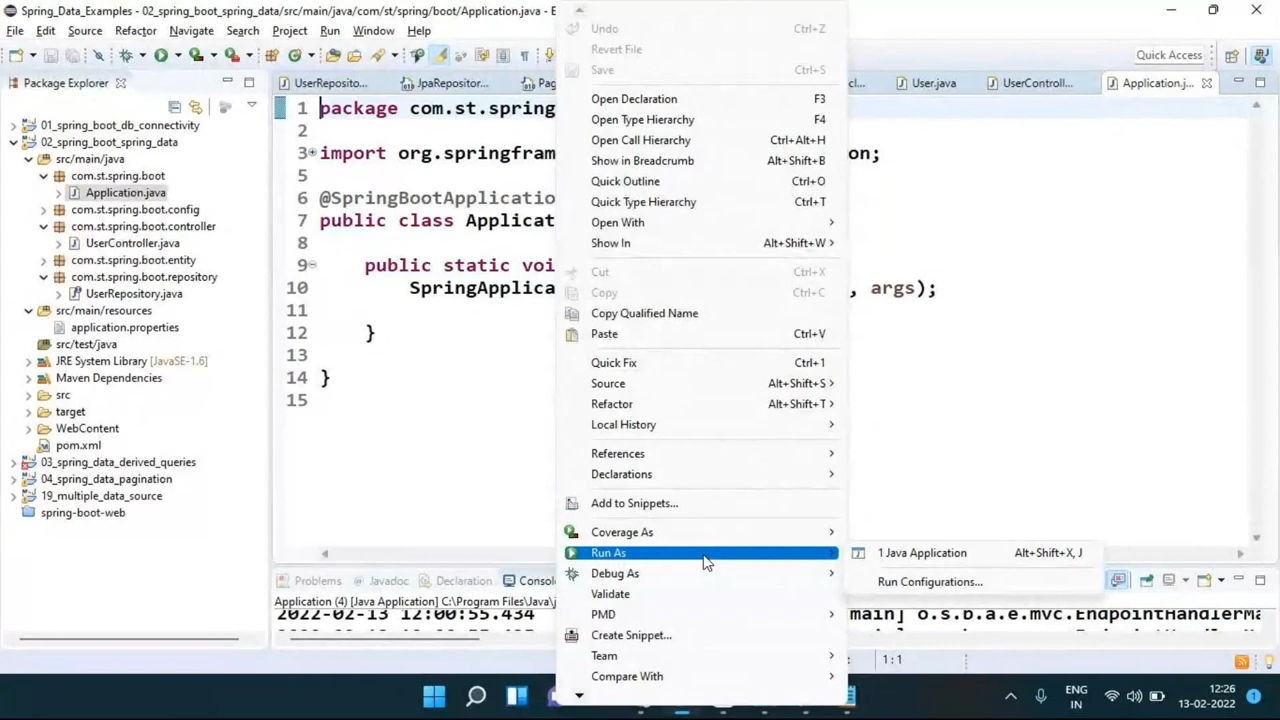 Spring_Data_Examples - 02_spring_boot_spring_data/src/main/java/com/st/spring/boot/Application.java - E
File Edit Source Refactor Navigate Search Project Run Window Help
Quick Access
Package Explorer
01_spring_boot_db_connectivity
02_spring_boot_spring_data
src/main/java
com.st.spring.boot
Application.java
com.st.spring.boot.config
com.st.spring.boot.controller
UserController.java
com.st.spring.boot.entity
com.st.spring.boot.repository
UserRepository.java
src/main/resources
application.properties
src/test/java
JRE System Library [JavaSE-1.6]
Maven Dependencies
src
target
WebContent
pom.xml
03_spring_data_derived_queries
04_spring_data_pagination
19_multiple_data_source
spring-boot-web
UserReposito... JpaRepositor... Pag cl... User.java UserControll... Application.j...
1 package com.st.spring
2
3 import org.springfram on;
5
6 @SpringBootApplicatio
7 public class Applicat
8
9 public static voi
10 SpringApplica , args);
11
12 }
13
14 }
15
Undo Ctrl+Z
Revert File
Save Ctrl+S
Open Declaration F3
Open Type Hierarchy F4
Open Call Hierarchy Ctrl+Alt+H
Show in Breadcrumb Alt+Shift+B
Quick Outline Ctrl+O
Quick Type Hierarchy Ctrl+T
Open With
Show In Alt+Shift+W
Cut Ctrl+X
Copy Ctrl+C
Copy Qualified Name
Paste Ctrl+V
Quick Fix Ctrl+1
Source Alt+Shift+S
Refactor Alt+Shift+T
Local History
References
Declarations
Add to Snippets...
Coverage As
Run As
Debug As
Validate
PMD
Create Snippet...
Team
Compare With
1 Java Application Alt+Shift+X, J
Run Configurations...
Problems Javadoc Declaration Conso
Application (4) [Java Application] C:\Program Files\Java\j
2022-02-13 12:00:55.434 main] o.s.b.a.e.mvc.EndpointHandlerMa
1:1
ENG
IN
12:26
13-02-2022
1